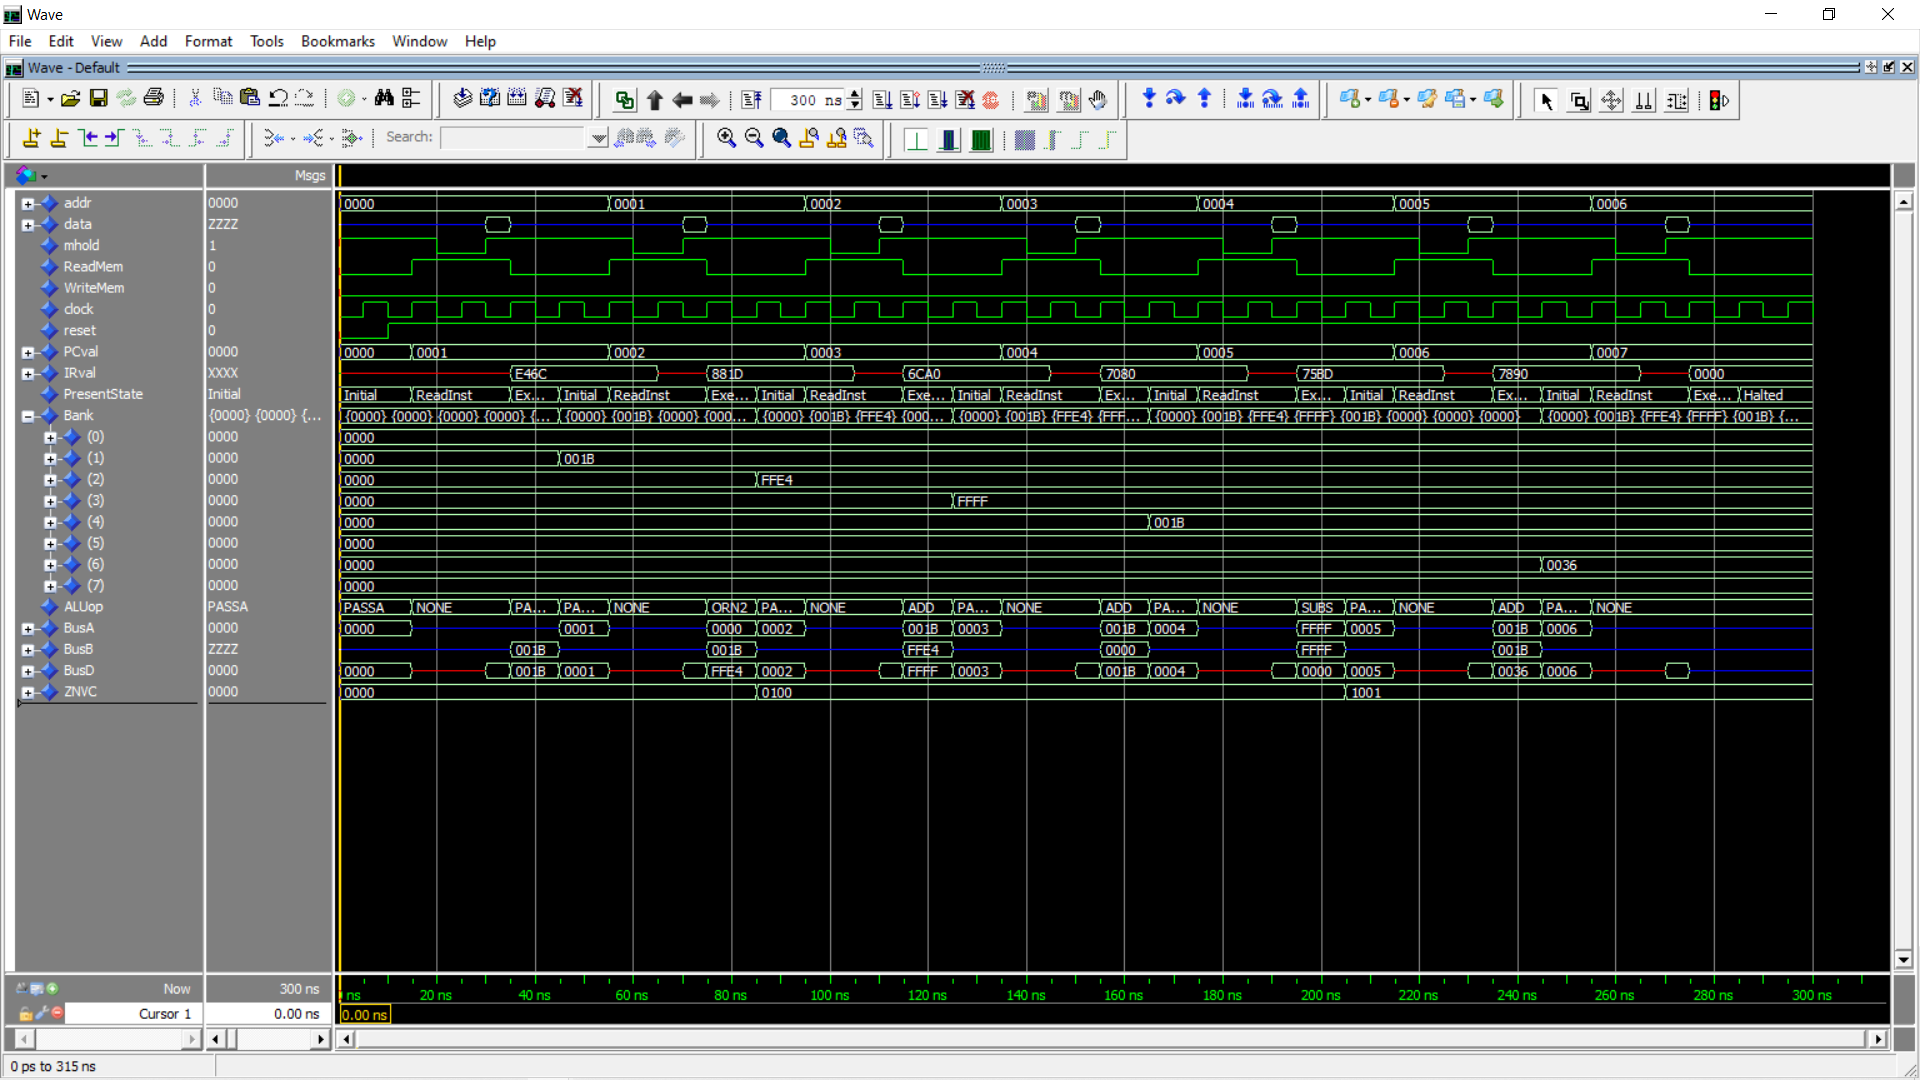 Wave
File Edit View Add Format Tools Bookmarks Window Help
Wave - Default
300 ns
Search:
Msgs
addr 0000 0000 0001 0002 0003 0004 0005 0006
data ZZZZ
mhold 1
ReadMem 0
WriteMem 0
clock 0
reset 0
PCval 0000 0000 0001 0002 0003 0004 0005 0006 0007
IRval XXXX E46C 881D 6CA0 7080 75BD 7890 0000
PresentState Initial Initial ReadInst Ex... Initial ReadInst Exe... Initial ReadInst Exe... Initial ReadInst Ex... Initial ReadInst Ex... Initial ReadInst Ex... Initial ReadInst Exe... Halted
Bank {0000} {0000} {... {0000} {0000} {0000} {0000} {... {0000} {001B} {0000} {000... {0000} {001B} {FFE4} {000... {0000} {001B} {FFE4} {FFF... {0000} {001B} {FFE4} {FFFF} {001B} {0000} {0000} {0000} {0000} {001B} {FFE4} {FFFF} {001B} {...
(0) 0000 0000
(1) 0000 0000 001B
(2) 0000 0000 FFE4
(3) 0000 0000 FFFF
(4) 0000 0000 001B
(5) 0000 0000
(6) 0000 0000 0036
(7) 0000 0000
ALUop PASSA PASSA NONE PA... PA... NONE ORN2 PA... NONE ADD PA... NONE ADD PA... NONE SUBS PA... NONE ADD PA... NONE
BusA 0000 0000 0001 0000 0002 001B 0003 001B 0004 FFFF 0005 001B 0006
BusB ZZZZ 001B 001B FFE4 0000 FFFF 001B
BusD 0000 0000 001B 0001 FFE4 0002 FFFF 0003 001B 0004 0000 0005 0036 0006
ZNVC 0000 0000 0100 1001
Now 300 ns ns 20 ns 40 ns 60 ns 80 ns 100 ns 120 ns 140 ns 160 ns 180 ns 200 ns 220 ns 240 ns 260 ns 280 ns 300 ns
Cursor 1 0.00 ns 0.00 ns
0 ps to 315 ns